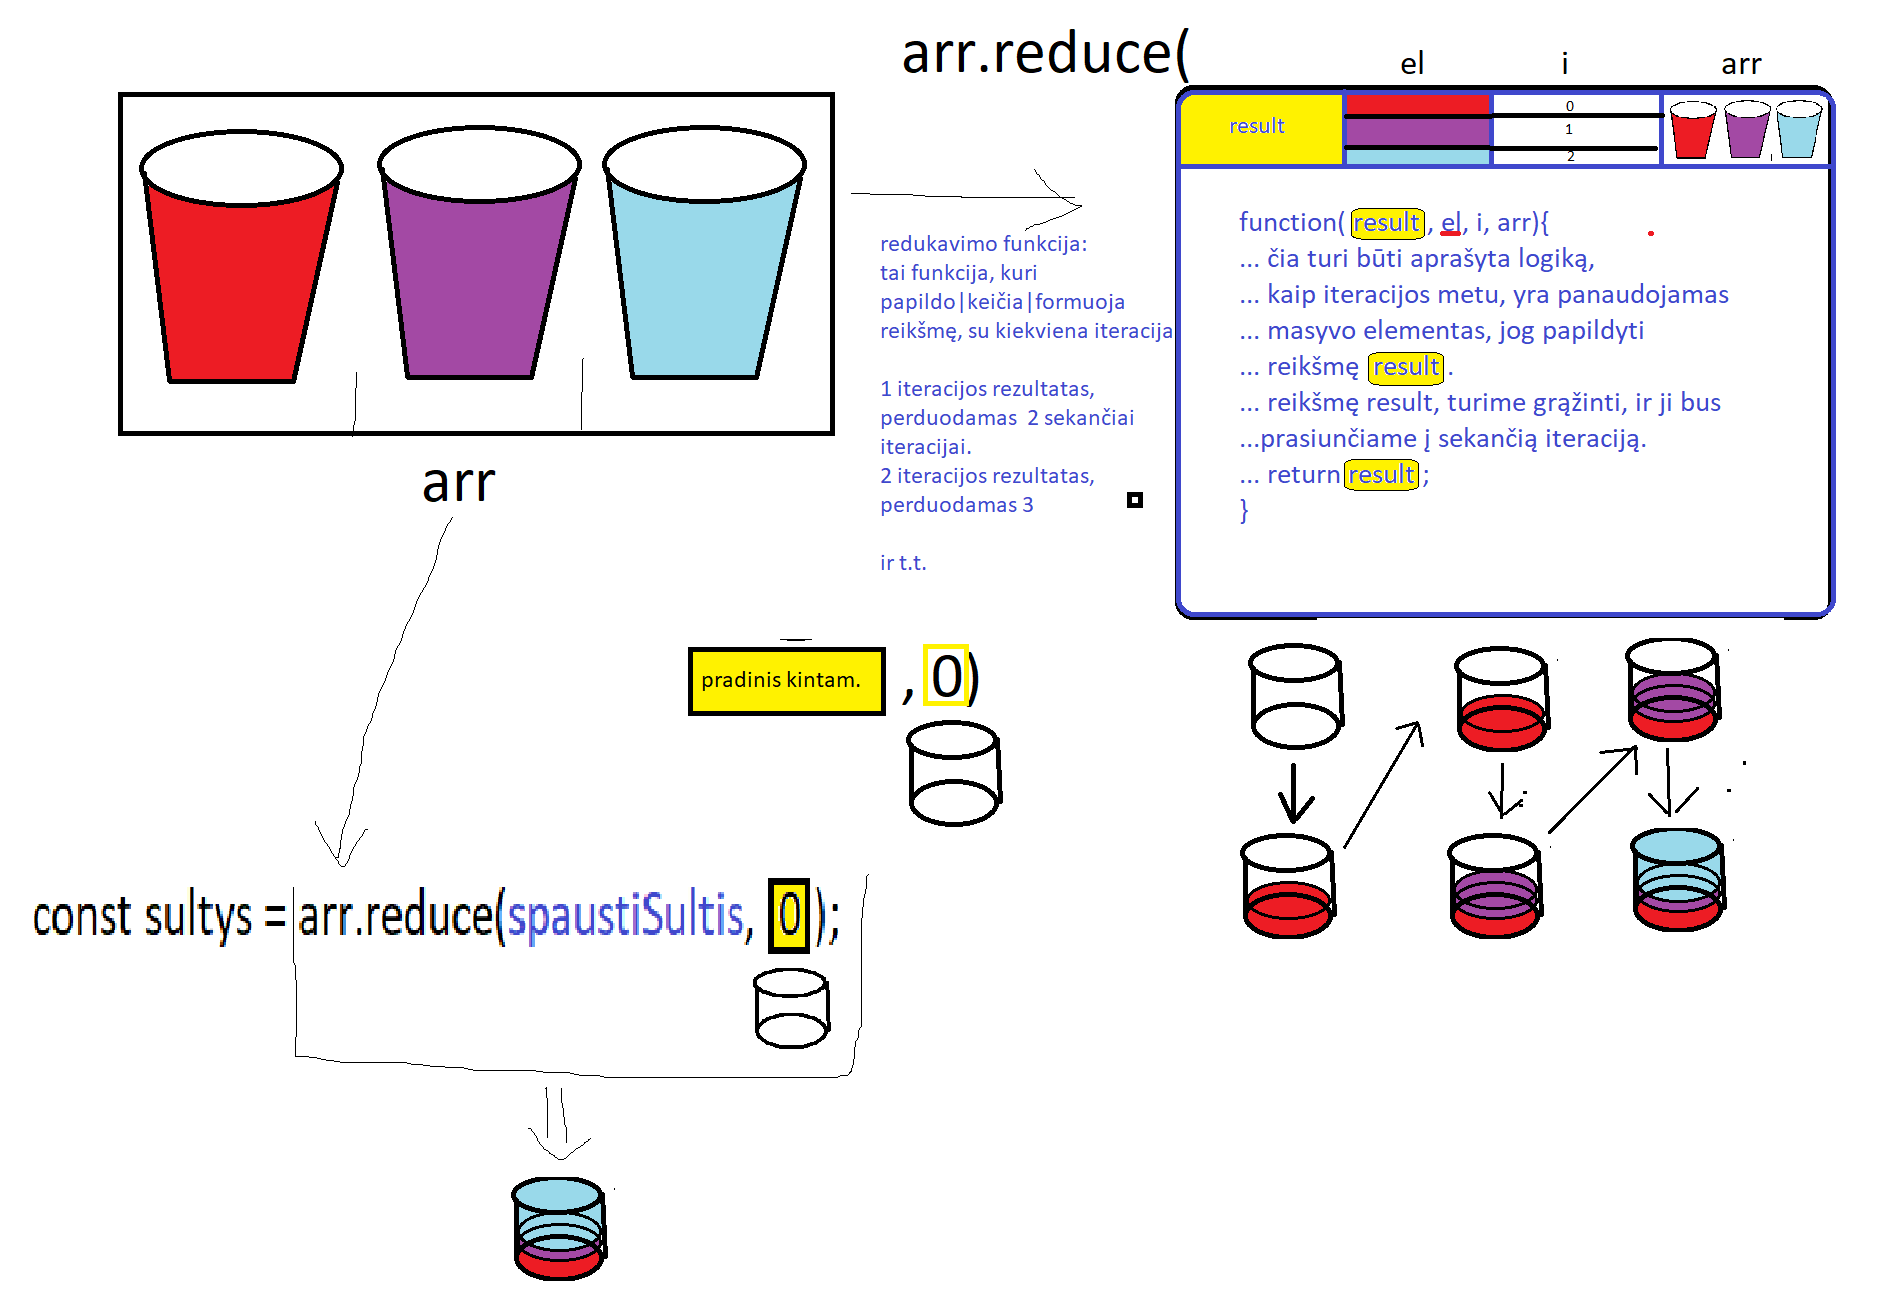 arr.reduce(
el i arr
result
0
1
2
function( result , el, i, arr){
... čia turi būti aprašyta logiką,
... kaip iteracijos metu, yra panaudojamas
... masyvo elementas, jog papildyti
... reikšmę result .
... reikšmę result, turime grąžinti, ir ji bus
...prasiunčiame į sekančią iteraciją.
... return result ;
}
redukavimo funkcija:
tai funkcija, kuri
papildo|keičia|formuoja
reikšmę, su kiekviena iteracija
1 iteracijos rezultatas,
perduodamas 2 sekančiai
iteracijai.
2 iteracijos rezultatas,
perduodamas 3
ir t.t.
arr
pradinis kintam. , 0)
const sultys = arr.reduce(spaustiSultis, 0 );